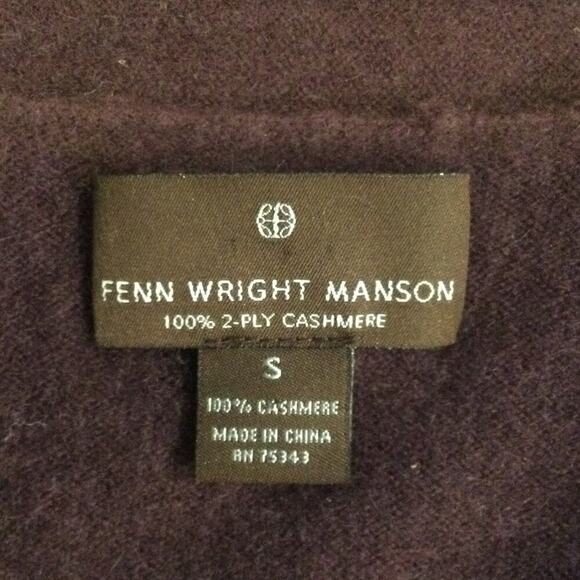 FENN WRIGHT MANSON
100% 2-PLY CASHMERE
S
100% CASHMERE
MADE IN CHINA
RN 75343